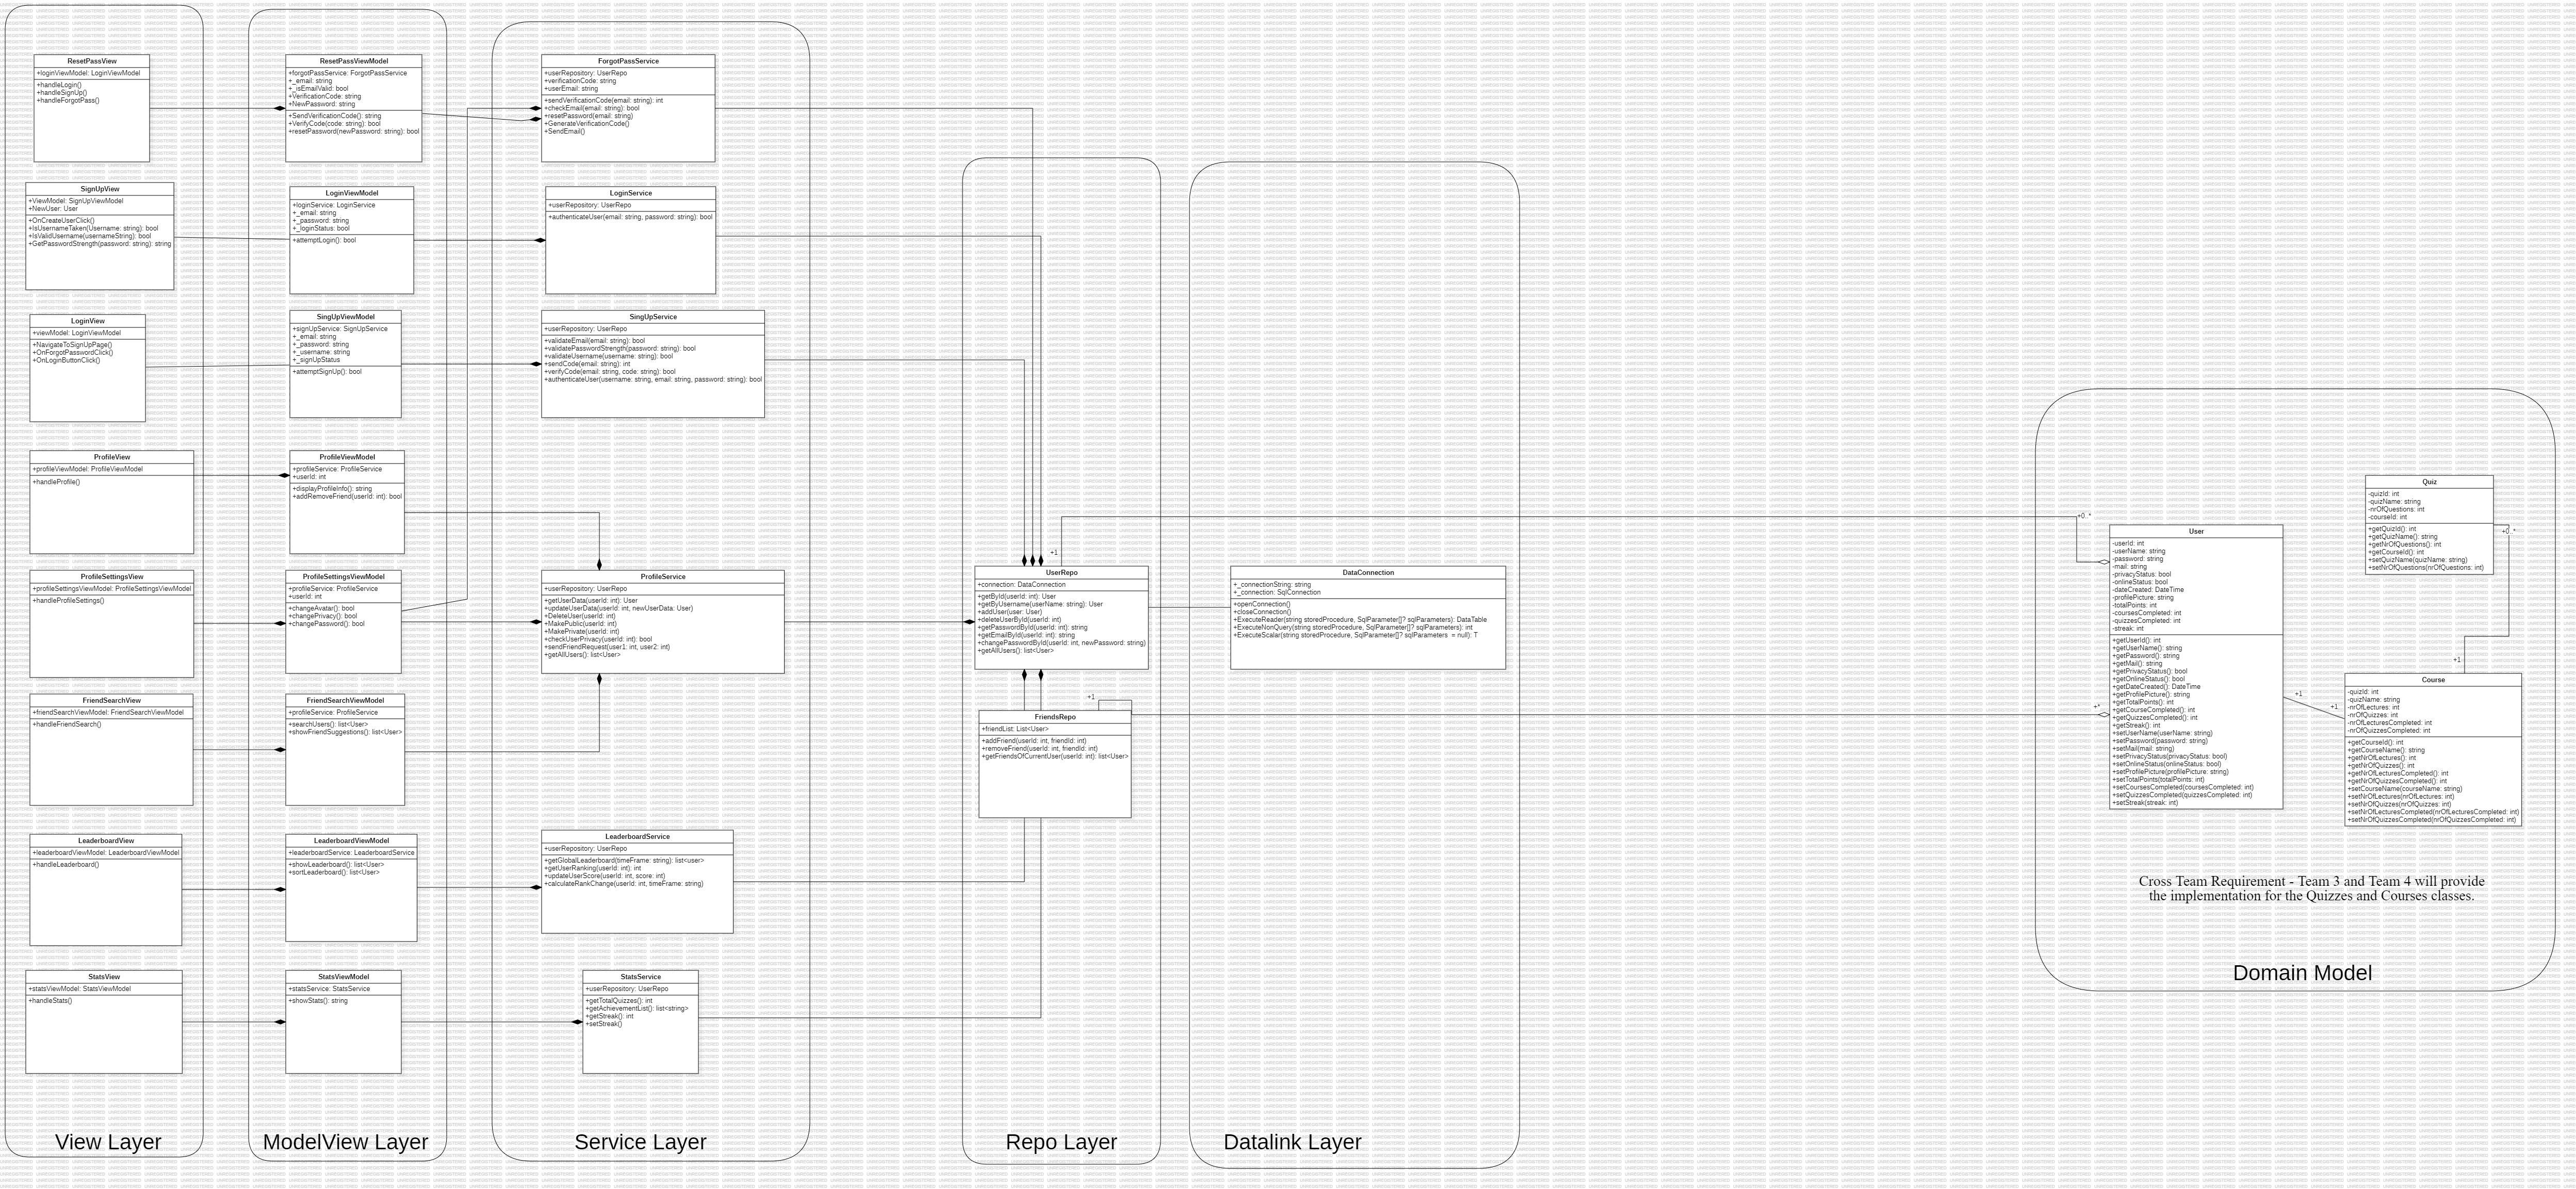 ResetPassView
+loginViewModel: LoginViewModel
+handleLogin()
+handleSignUp()
+handleForgotPass()
SignUpView
+ViewModel: SignUpViewModel
+NewUser: User
+OnCreateUserClick()
+IsUsernameTaken(Username: string): bool
+IsValidUsername(usernameString): bool
+GetPasswordStrength(password: string): string
LoginView
+viewModel: LoginViewModel
+NavigateToSignUpPage()
+OnForgotPasswordClick()
+OnLoginButtonClick()
ProfileView
+profileViewModel: ProfileViewModel
+handleProfile()
ProfileSettingsView
+profileSettingsViewModel: ProfileSettingsViewModel
+handleProfileSettings()
FriendSearchView
+friendSearchViewModel: FriendSearchViewModel
+handleFriendSearch()
LeaderboardView
+leaderboardViewModel: LeaderboardViewModel
+handleLeaderboard()
StatsView
+statsViewModel: StatsViewModel
+handleStats()
View Layer
ResetPassViewModel
+forgotPassService: ForgotPassService
+_email: string
+_isEmailValid: bool
+VerificationCode: string
+NewPassword: string
+SendVerificationCode(): string
+VerifyCode(code: string): bool
+resetPassword(newPassword: string): bool
LoginViewModel
+loginService: LoginService
+_email: string
+_password: string
+_loginStatus: bool
+attemptLogin(): bool
SingUpViewModel
+signUpService: SignUpService
+_email: string
+_password: string
+_username: string
+_signUpStatus
+attemptSignUp(): bool
ProfileViewModel
+profileService: ProfileService
+userId: int
+displayProfileInfo(): string
+addRemoveFriend(userId: int): bool
ProfileSettingsViewModel
+profileService: ProfileService
+userId: int
+changeAvatar(): bool
+changePrivacy(): bool
+changePassword(): bool
FriendSearchViewModel
+profileService: ProfileService
+searchUsers(): list<User>
+showFriendSuggestions(): list<User>
LeaderboardViewModel
+leaderboardService: LeaderboardService
+showLeaderboard(): list<User>
+sortLeaderboard(): list<User>
StatsViewModel
+statsService: StatsService
+showStats(): string
ModelView Layer
ForgotPassService
+userRepository: UserRepo
+verificationCode: string
+userEmail: string
+sendVerificationCode(email: string): int
+checkEmail(email: string): bool
+resetPassword(email: string)
+GenerateVerificationCode()
+SendEmail()
LoginService
+userRepository: UserRepo
+authenticateUser(email: string, password: string): bool
SingUpService
+userRepository: UserRepo
+validateEmail(email: string): bool
+validatePasswordStrength(password: string): bool
+validateUsername(username: string): bool
+sendCode(email: string): int
+verifyCode(email: string, code: string): bool
+authenticateUser(username: string, email: string, password: string): bool
ProfileService
+userRepository: UserRepo
+getUserData(userId: int): User
+updateUserData(userId: int, newUserData: User)
+DeleteUser(userId: int)
+MakePublic(userId: int)
+MakePrivate(userId: int)
+checkUserPrivacy(userId: int): bool
+sendFriendRequest(user1: int, user2: int)
+getAllUsers(): list<User>
LeaderboardService
+userRepository: UserRepo
+getGlobalLeaderboard(timeFrame: string): list<user>
+getUserRanking(userId: int): int
+updateUserScore(userId: int, score: int)
+calculateRankChange(userId: int, timeFrame: string)
StatsService
+userRepository: UserRepo
+getTotalQuizzes(): int
+getAchievementList(): list<string>
+getStreak(): int
+setStreak()
Service Layer
+1
UserRepo
+connection: DataConnection
+getById(userId: int): User
+getByUsername(userName: string): User
+addUser(user: User)
+deleteUserById(userId: int)
+getPasswordById(userId: int): string
+getEmailById(userId: int): string
+changePasswordById(userId: int, newPassword: string)
+getAllUsers(): list<User>
+1
FriendsRepo
+friendList: List<User>
+addFriend(userId: int, friendId: int)
+removeFriend(userId: int, friendId: int)
+getFriendsOfCurrentUser(userId: int): list<User>
Repo Layer
DataConnection
+_connectionString: string
+_connection: SqlConnection
+openConnection()
+closeConnection()
+ExecuteReader(string storedProcedure, SqlParameter[]? sqlParameters): DataTable
+ExecuteNonQuery(string storedProcedure, SqlParameter[]? sqlParameters): int
+ExecuteScalar(string storedProcedure, SqlParameter[]? sqlParameters = null): T
Datalink Layer
+0..*
+*
User
-userId: int
-userName: string
-password: string
-mail: string
-privacyStatus: bool
-onlineStatus: bool
-dateCreated: DateTime
-profilePicture: string
-totalPoints: int
-coursesCompleted: int
-quizzesCompleted: int
-streak: int
+getUserId(): int
+getUserName(): string
+getPassword(): string
+getMail(): string
+getPrivacyStatus(): bool
+getOnlineStatus(): bool
+getDateCreated(): DateTime
+getProfilePicture(): string
+getTotalPoints(): int
+getCourseCompleted(): int
+getQuizzesCompleted(): int
+getStreak(): int
+setUserName(userName: string)
+setPassword(password: string)
+setMail(mail: string)
+setPrivacyStatus(privacyStatus: bool)
+setOnlineStatus(onlineStatus: bool)
+setProfilePicture(profilePicture: string)
+setTotalPoints(totalPoints: int)
+setCoursesCompleted(coursesCompleted: int)
+setQuizzesCompleted(quizzesCompleted: int)
+setStreak(streak: int)
+1
+1
Quiz
-quizId: int
-quizName: string
-nrOfQuestions: int
-courseId: int
+getQuizId(): int
+getQuizName(): string
+getNrOfQuestions(): int
+getCourseId(): int
+setQuizName(quizName: string)
+setNrOfQuestions(nrOfQuestions: int)
+0..*
+1
Course
-quizId: int
-quizName: string
-nrOfLectures: int
-nrOfQuizzes: int
-nrOfLecturesCompleted: int
-nrOfQuizzesCompleted: int
+getCourseId(): int
+getCourseName(): string
+getNrOfLectures(): int
+getNrOfQuizzes(): int
+getNrOfLecturesCompleted(): int
+getNrOfQuizzesCompleted(): int
+setCourseName(courseName: string)
+setNrOfLectures(nrOfLectures: int)
+setNrOfQuizzes(nrOfQuizzes: int)
+setNrOfLecturesCompleted(nrOfLecturesCompleted: int)
+setNrOfQuizzesCompleted(nrOfQuizzesCompleted: int)
Cross Team Requirement - Team 3 and Team 4 will provide
the implementation for the Quizzes and Courses classes.
Domain Model
UNREGISTERED